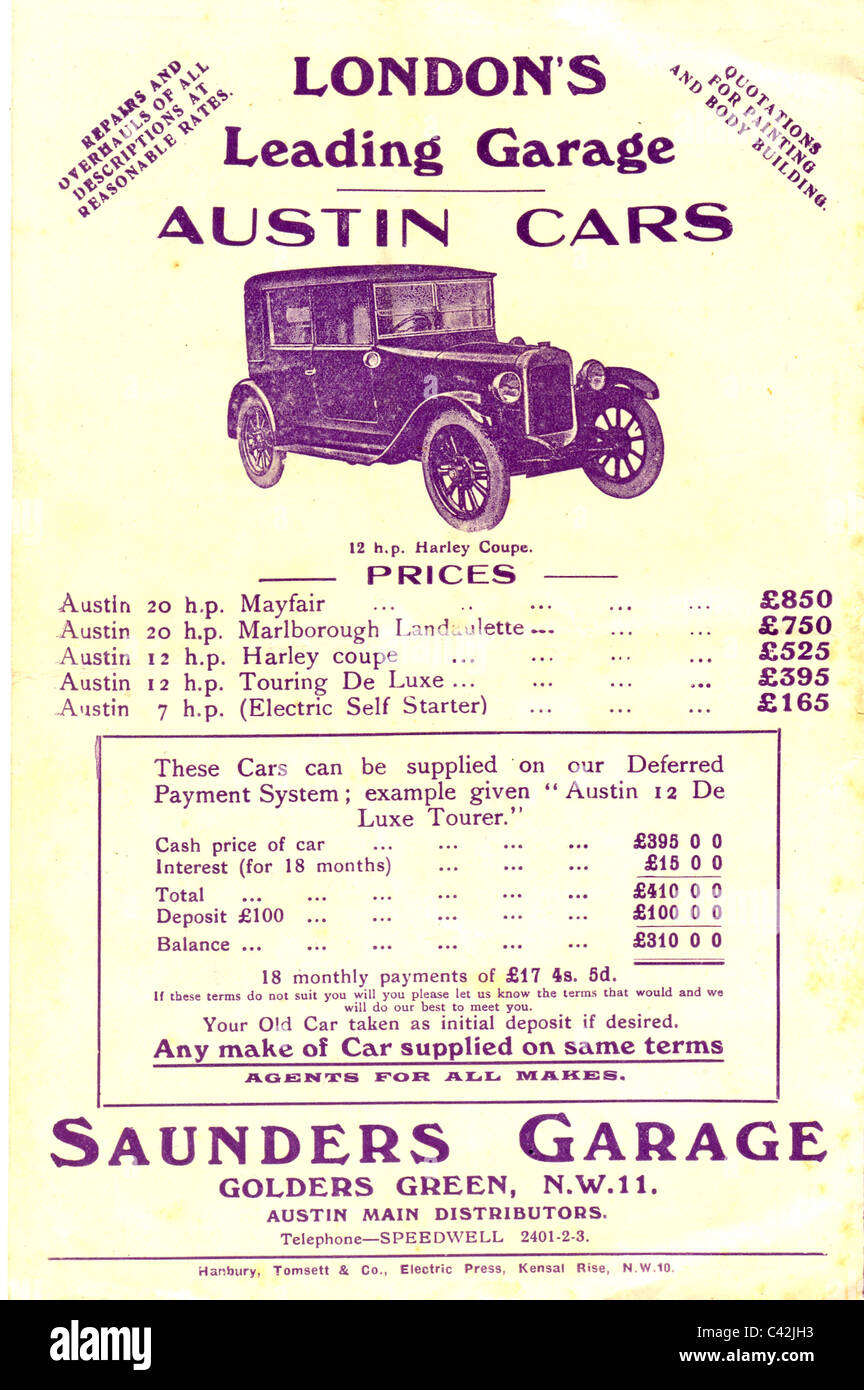 REPAIRS AND
OVERHAULS OF ALL
DESCRIPTIONS AT
REASONABLE RATES.
LONDON'S
Leading Garage
QUOTATIONS
FOR PAINTING
AND BODY BUILDING.
AUSTIN CARS
12 h.p. Harley Coupe.
PRICES
Austin 20 h.p. Mayfair ... .. ... ... ... £850
Austin 20 h.p. Marlborough Landaulette ... ... ... £750
Austin 12 h.p. Harley coupe ... ... ... ... £525
Austin 12 h.p. Touring De Luxe ... ... ... ... £395
Austin 7 h.p. (Electric Self Starter) ... ... ... £165
These Cars can be supplied on our Deferred
Payment System; example given "Austin 12 De
Luxe Tourer."
Cash price of car ... ... ... ... £395 0 0
Interest (for 18 months) ... ... ... £15 0 0
Total ... ... ... ... ... ... £410 0 0
Deposit £100 ... ... ... ... ... £100 0 0
Balance ... ... ... ... ... ... £310 0 0
18 monthly payments of £17 4s. 5d.
If these terms do not suit you will you please let us know the terms that would and we
will do our best to meet you.
Your Old Car taken as initial deposit if desired.
Any make of Car supplied on same terms
AGENTS FOR ALL MAKES.
SAUNDERS GARAGE
GOLDERS GREEN, N.W.11.
AUSTIN MAIN DISTRIBUTORS.
Telephone—SPEEDWELL 2401-2-3.
Hanbury, Tomsett & Co., Electric Press, Kensal Rise, N.W.10.
alamy
Image ID: C42JH3
www.alamy.com